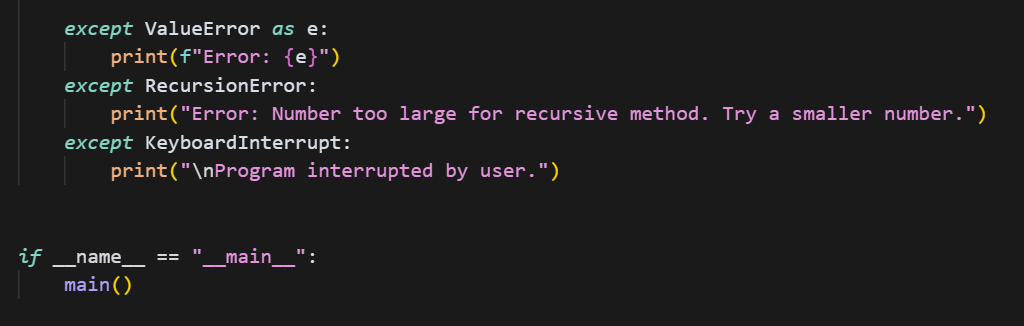 except ValueError as e:
print(f"Error: {e}")
except RecursionError:
print("Error: Number too large for recursive method. Try a smaller number.")
except KeyboardInterrupt:
print("\nProgram interrupted by user.")
if __name__ == "__main__":
main()